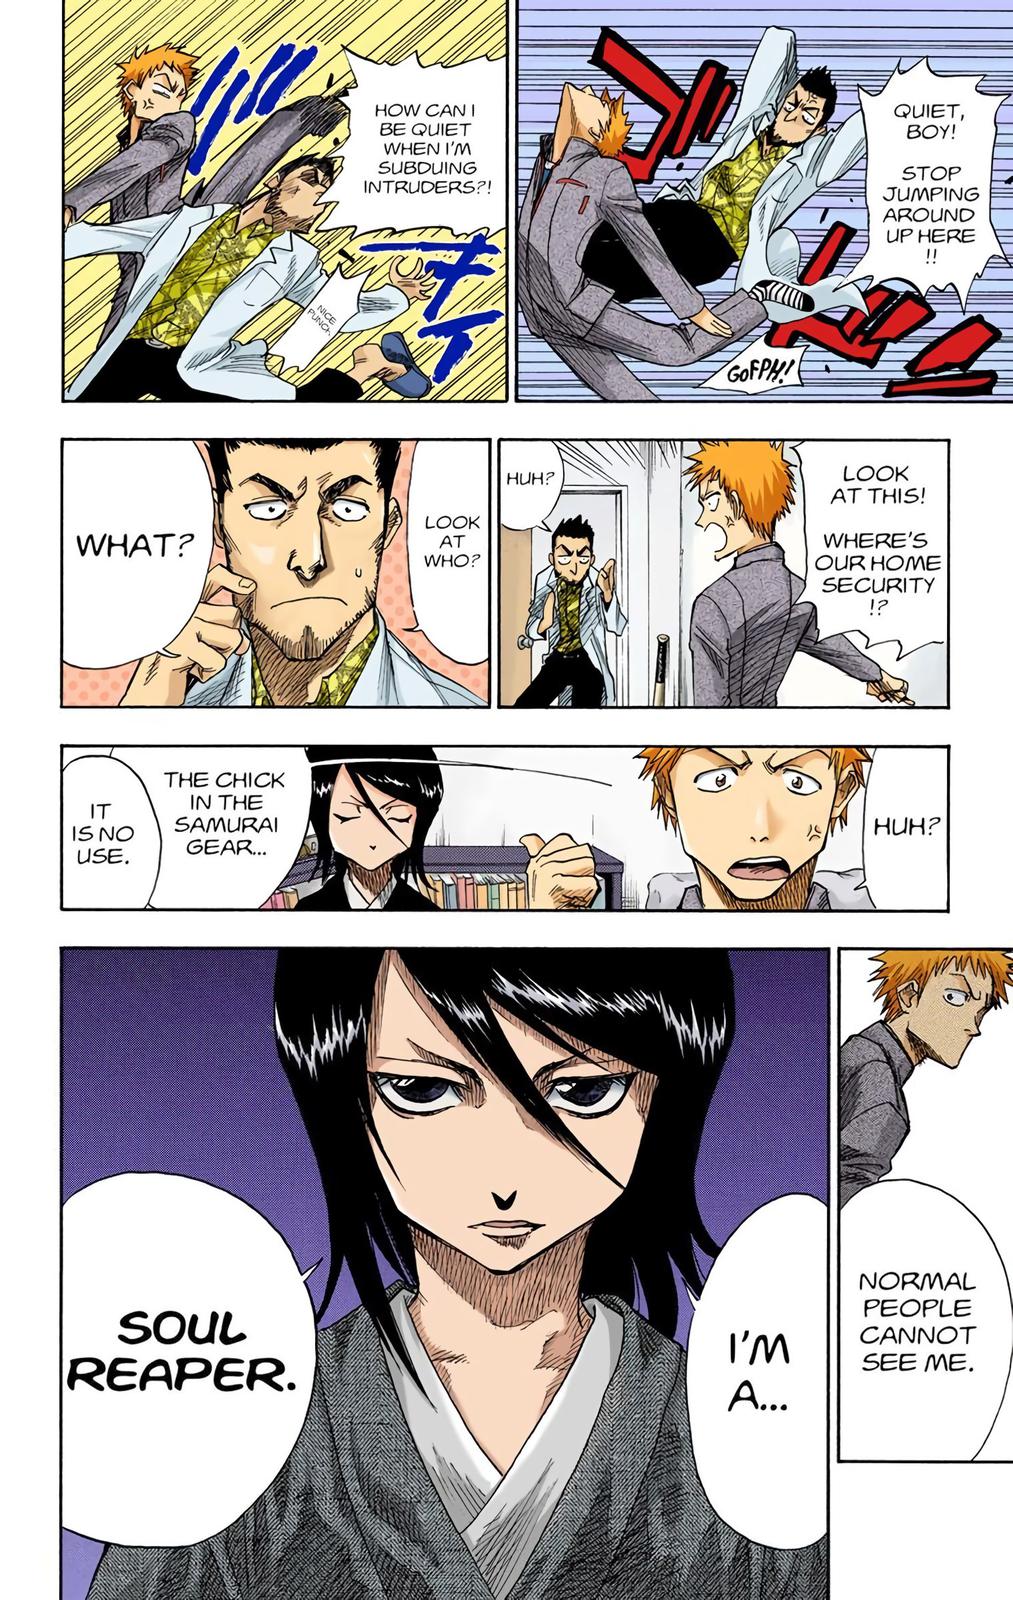 QUIET,
BOY!
STOP
JUMPING
AROUND
UP HERE
!!
GOFPH!
HOW CAN I
BE QUIET
WHEN I'M
SUBDUING
INTRUDERS?!
NICE
PUNCH.
LOOK
AT THIS!
WHERE'S
OUR HOME
SECURITY
!?
HUH?
LOOK
AT
WHO?
WHAT?
HUH?
THE CHICK
IN THE
SAMURAI
GEAR...
IT
IS NO
USE.
NORMAL
PEOPLE
CANNOT
SEE ME.
I'M
A...
SOUL
REAPER.